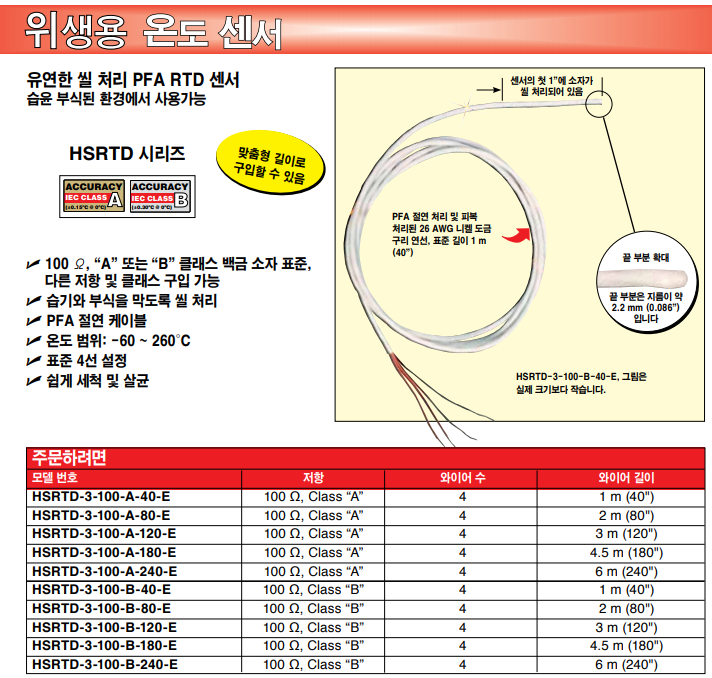 위생용 온도 센서
유연한 씰 처리 PFA RTD 센서
습윤 부식된 환경에서 사용가능
HSRTD 시리즈
맞춤형 길이로
구입할 수 있음
ACCURACY
IEC CLASS A
(±0.15°C @ 0°C)
ACCURACY
IEC CLASS B
(±0.30°C @ 0°C)
100 Ω, “A” 또는 “B” 클래스 백금 소자 표준,
다른 저항 및 클래스 구입 가능
습기와 부식을 막도록 씰 처리
PFA 절연 케이블
온도 범위: -60 ~ 260°C
표준 4선 설정
쉽게 세척 및 살균
센서의 첫 1”에 소자가
씰 처리되어 있음
PFA 절연 처리 및 피복
처리된 26 AWG 니켈 도금
구리 연선, 표준 길이 1 m
(40”)
끝 부분 확대
끝 부분은 지름이 약
2.2 mm (0.086”)
입니다
HSRTD-3-100-B-40-E, 그림은
실제 크기보다 작습니다.
주문하려면
모델 번호 저항 와이어 수 와이어 길이
HSRTD-3-100-A-40-E 100 Ω, Class “A” 4 1 m (40")
HSRTD-3-100-A-80-E 100 Ω, Class “A” 4 2 m (80")
HSRTD-3-100-A-120-E 100 Ω, Class “A” 4 3 m (120")
HSRTD-3-100-A-180-E 100 Ω, Class “A” 4 4.5 m (180")
HSRTD-3-100-A-240-E 100 Ω, Class “A” 4 6 m (240")
HSRTD-3-100-B-40-E 100 Ω, Class “B” 4 1 m (40")
HSRTD-3-100-B-80-E 100 Ω, Class “B” 4 2 m (80")
HSRTD-3-100-B-120-E 100 Ω, Class “B” 4 3 m (120")
HSRTD-3-100-B-180-E 100 Ω, Class “B” 4 4.5 m (180")
HSRTD-3-100-B-240-E 100 Ω, Class “B” 4 6 m (240")